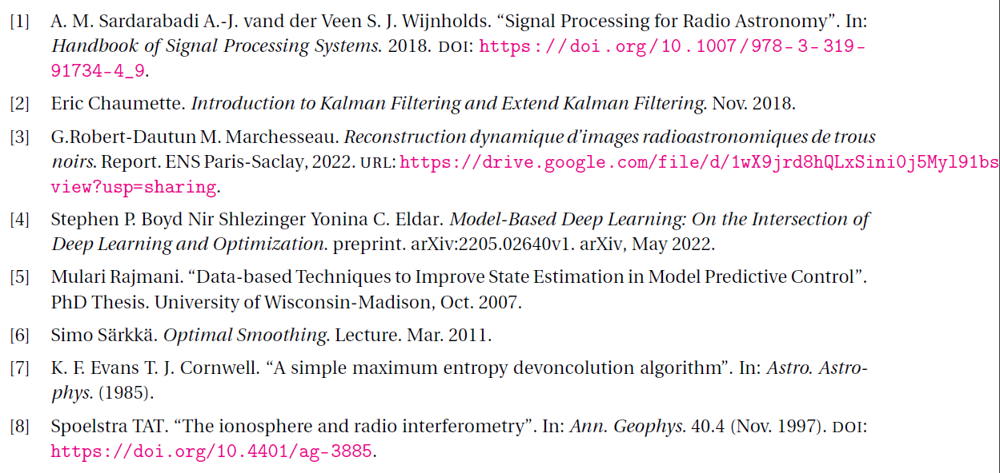 [1] A. M. Sardarabadi A.-J. vand der Veen S. J. Wijnholds. “Signal Processing for Radio Astronomy”. In:
Handbook of Signal Processing Systems. 2018. DOI: https://doi.org/10.1007/978-3-319-
91734-4_9.
[2] Eric Chaumette. Introduction to Kalman Filtering and Extend Kalman Filtering. Nov. 2018.
[3] G.Robert-Dautun M. Marchesseau. Reconstruction dynamique d'images radioastronomiques de trous
noirs. Report. ENS Paris-Saclay, 2022. URL: https://drive.google.com/file/d/1wX9jrd8hQLxSini0j5Myl91bs
view?usp=sharing.
[4] Stephen P. Boyd Nir Shlezinger Yonina C. Eldar. Model-Based Deep Learning: On the Intersection of
Deep Learning and Optimization. preprint. arXiv:2205.02640v1. arXiv, May 2022.
[5] Mulari Rajmani. “Data-based Techniques to Improve State Estimation in Model Predictive Control”.
PhD Thesis. University of Wisconsin-Madison, Oct. 2007.
[6] Simo Särkkä. Optimal Smoothing. Lecture. Mar. 2011.
[7] K. F. Evans T. J. Cornwell. “A simple maximum entropy devoncolution algorithm”. In: Astro. Astro-
phys. (1985).
[8] Spoelstra TAT. “The ionosphere and radio interferometry”. In: Ann. Geophys. 40.4 (Nov. 1997). DOI:
https://doi.org/10.4401/ag-3885.